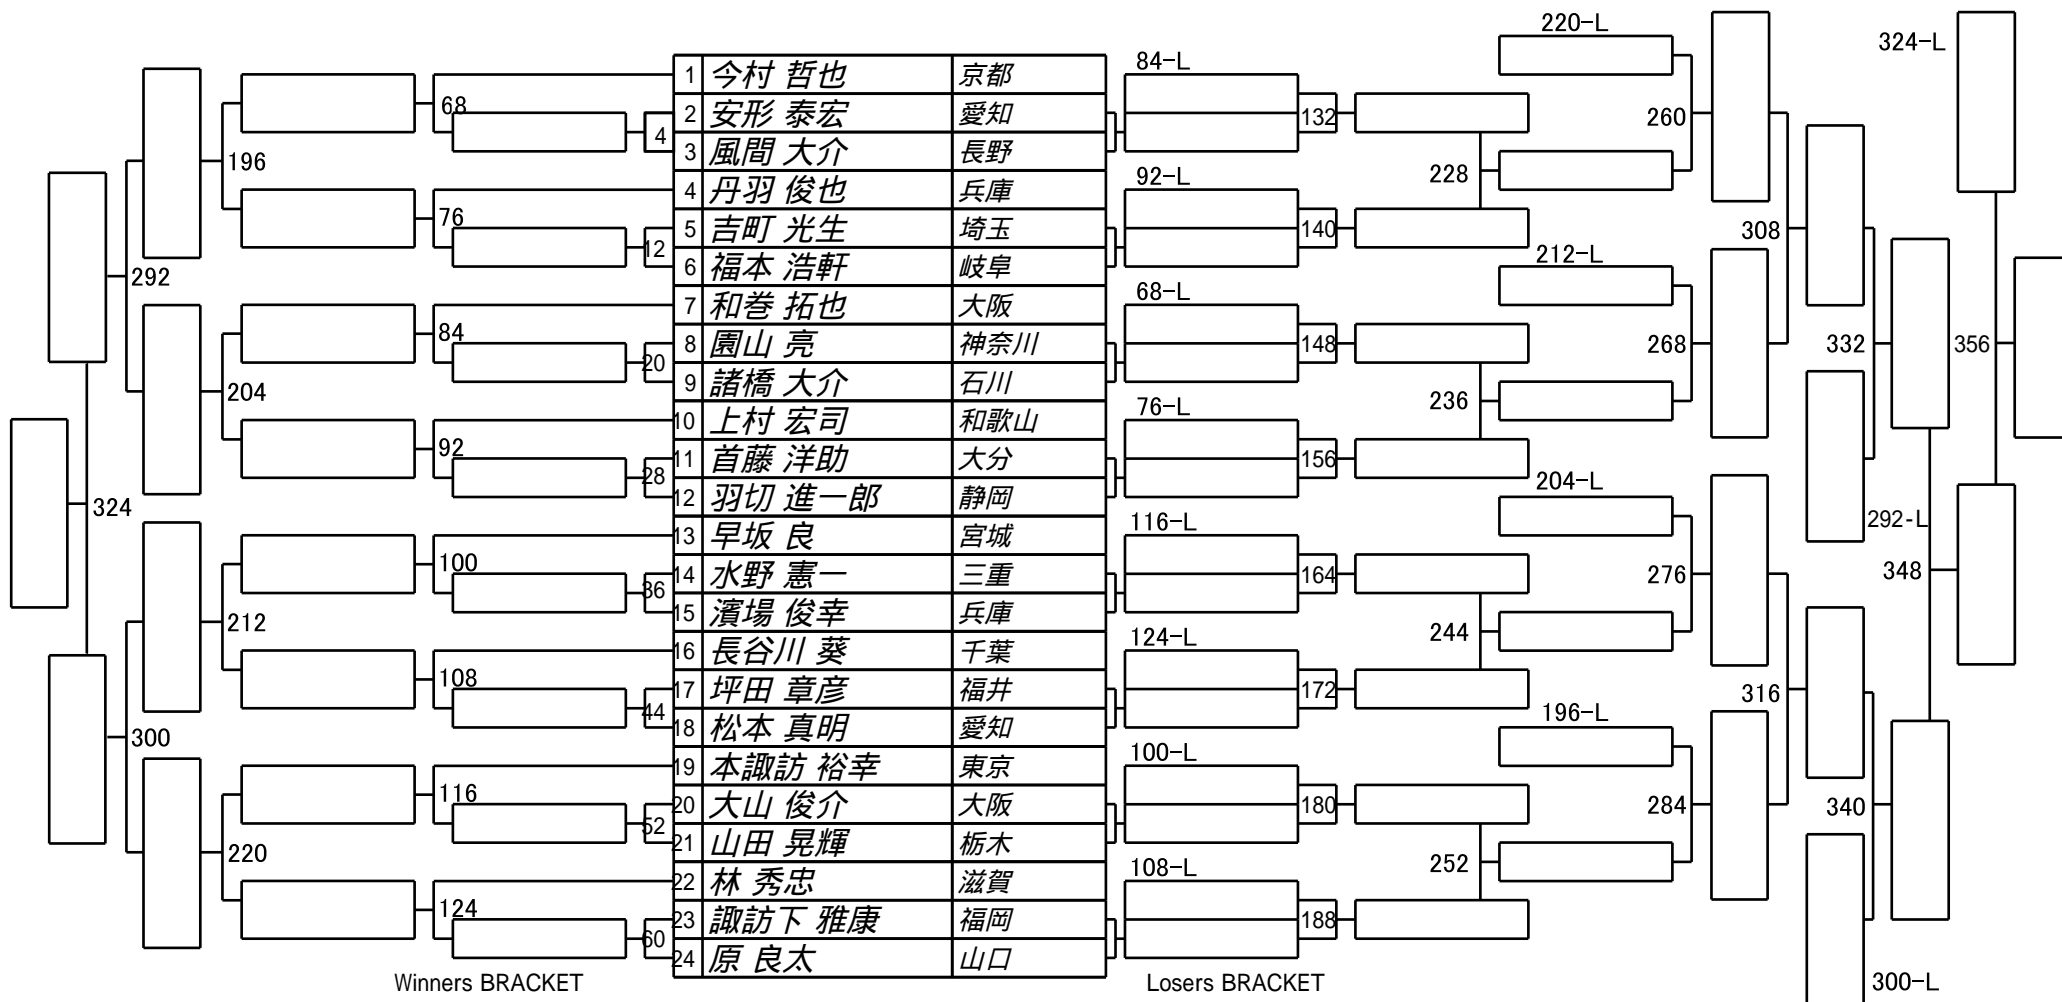 220-L
324-L
84-L
1 今村 哲也 京都
68
2 安形 泰宏 愛知
132
260
4
3 風間 大介 長野
196
92-L
228
4 丹羽 俊也 兵庫
76
5 吉町 光生 埼玉
140
308
12
212-L
6 福本 浩軒 岐阜
292
68-L
7 和巻 拓也 大阪
84
8 園山 亮 神奈川
148
268
332
356
20
9 諸橋 大介 石川
204
236
76-L
10 上村 宏司 和歌山
92
11 首藤 洋助 大分
156
28
204-L
12 羽切 進一郎 静岡
324
116-L
292-L
13 早坂 良 宮城
100
14 水野 憲一 三重
164
276
348
36
15 濱場 俊幸 兵庫
212
124-L
244
16 長谷川 葵 千葉
108
17 坪田 章彦 福井
172
316
44
196-L
18 松本 真明 愛知
300
100-L
19 本諏訪 裕幸 東京
116
20 大山 俊介 大阪
180
284
340
52
21 山田 晃輝 栃木
220
108-L
252
22 林 秀忠 滋賀
124
23 諏訪下 雅康 福岡
188
60
24 原 良太 山口
Winners BRACKET
Losers BRACKET
300-L